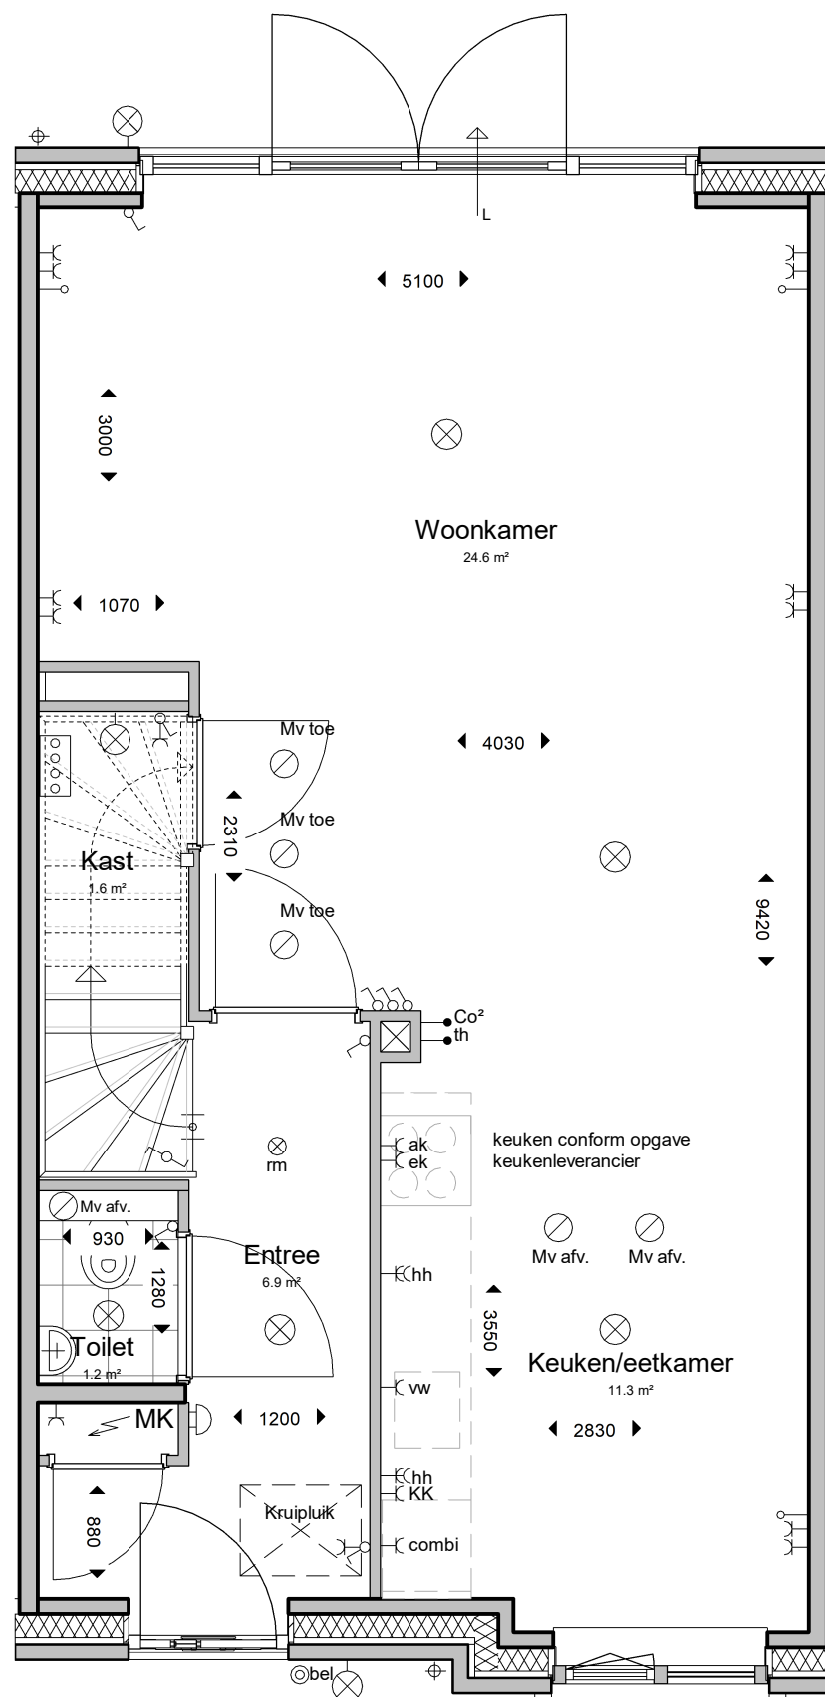 L
5100
3000
Woonkamer
24.6 m²
1070
Mv toe
4030
Mv toe
2310
Kast
1.6 m²
9420
Mv toe
Co²
th
ak
ek
keuken conform opgave
keukenleverancier
rm
Mv afv.
930
Entree
6.9 m²
Mv afv.
Mv afv.
1280
hh
3550
Toilet
1.2 m²
Keuken/eetkamer
11.3 m²
vw
MK
1200
2830
hh
KK
Kruipluik
880
combi
bel